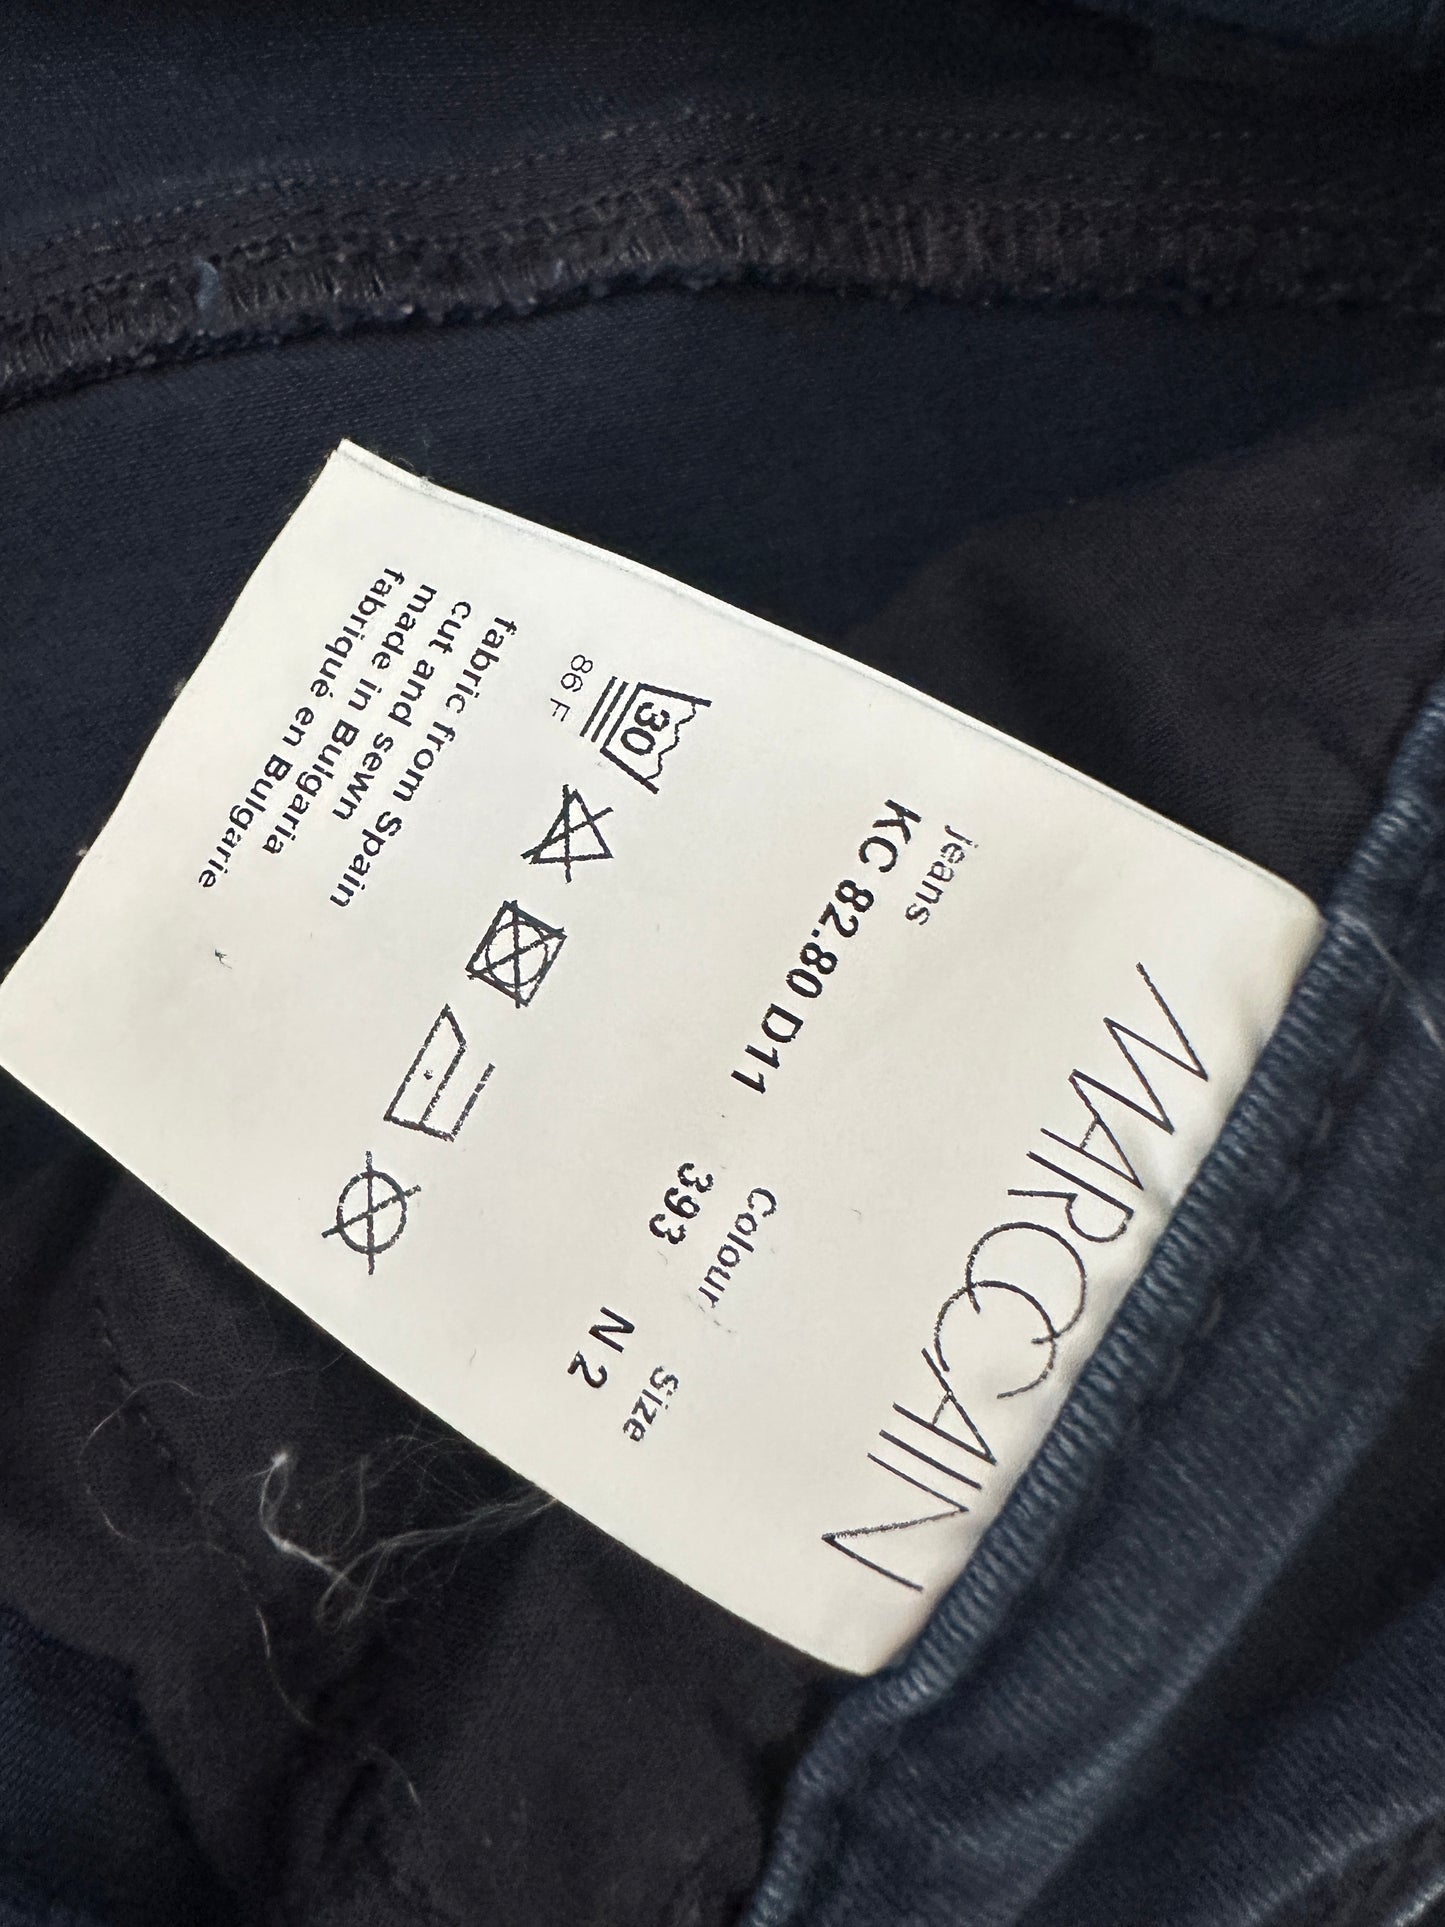 MARCCAIN
jeans Colour Size
KC 82.80 D11 393 N 2
30
86 F
fabric from Spain
cut and sewn
made in Bulgaria
fabriqué en Bulgarie